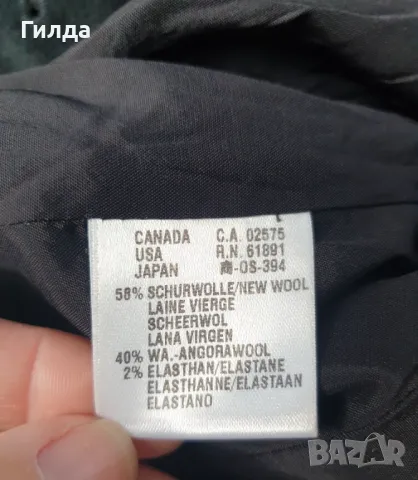 Гилда
CANADA C.A. 02575
USA R.N. 61891
JAPAN 商-OS-394
58% SCHURWOLLE/NEW WOOL
LAINE VIERGE
SCHEERWOL
LANA VIRGEN
40% WA.-ANGORAWOOL
2% ELASTHAN/ELASTANE
ELASTHANNE/ELASTAAN
ELASTANO
BAZAR